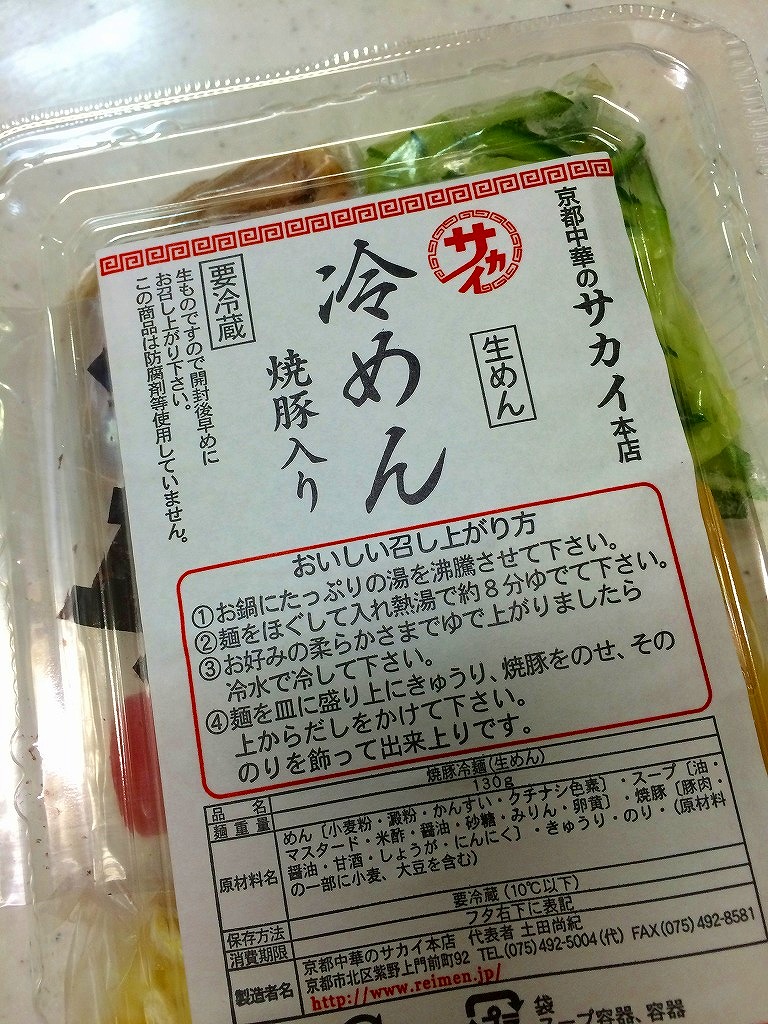 京都中華のサカイ本店
サカイ
生めん
冷めん
焼豚入り
要冷蔵
生ものですので開封後早めに
お召し上がり下さい。
この商品は防腐剤等使用していません。
おいしい召し上がり方
①お鍋にたっぷりの湯を沸騰させて下さい。
②麺をほぐして入れ熱湯で約8分ゆでて下さい。
③お好みの柔らかさまでゆで上がりましたら
冷水で冷して下さい。
④麺を皿に盛り上にきゅうり、焼豚をのせ、その
上からだしをかけて下さい。
のりを飾って出来上りです。
品 名 焼豚冷麺(生めん)
麺重量 130g
原材料名 めん〔小麦粉・澱粉・かんすい・クチナシ色素〕・スープ〔油・
マスタード・米酢・醤油・砂糖・みりん・卵黄〕・焼豚〔豚肉・
醤油・甘酒・しょうが・にんにく〕・きゅうり・のり・(原材料
の一部に小麦、大豆を含む)
保存方法 要冷蔵(10℃以下)
消費期限 フタ右下に表記
製造者名 京都中華のサカイ本店 代表者 土田尚紀
京都市北区紫野上門前町92 TEL(075)492-5004(代) FAX(075)492-8581
http://www.reimen.jp/
プラ
袋
スープ容器、容器